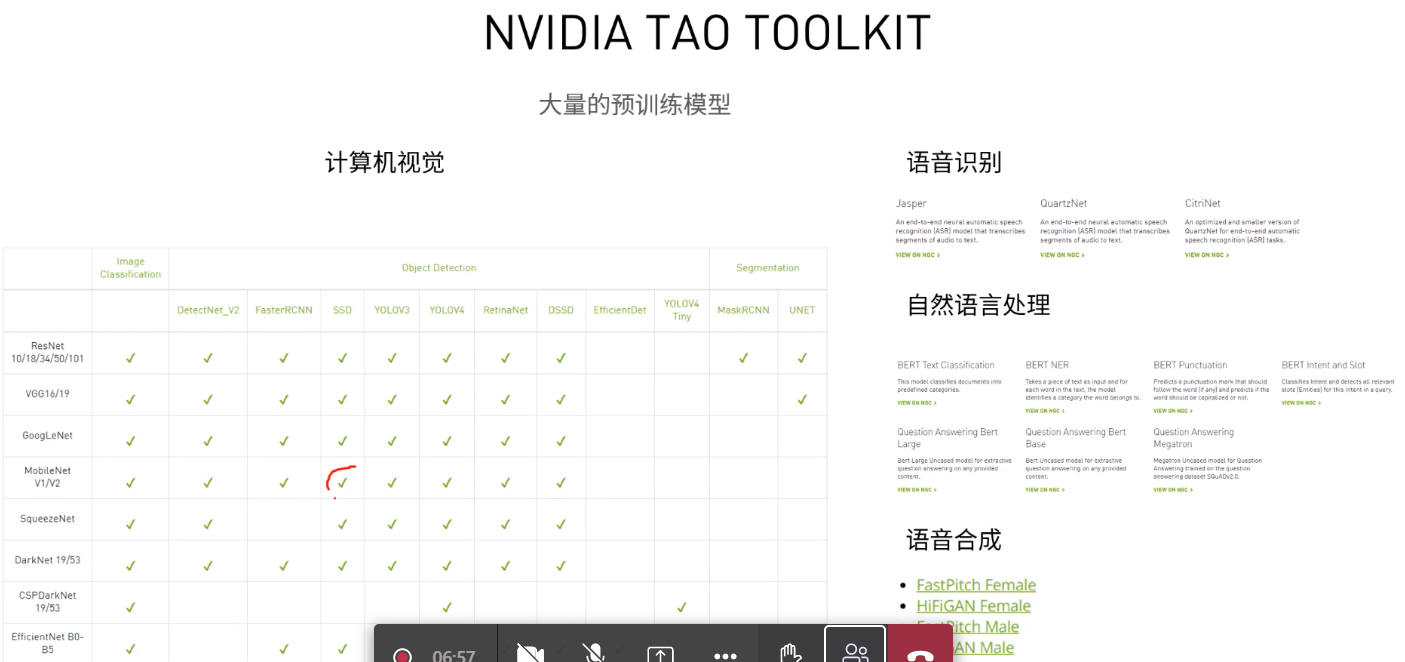 NVIDIA TAO TOOLKIT
大量的预训练模型
计算机视觉
Image
Classification
Object Detection
Segmentation
DetectNet_V2
FasterRCNN
SSD
YOLOV3
YOLOV4
RetinaNet
DSSD
EfficientDet
YOLOV4
Tiny
MaskRCNN
UNET
ResNet
10/18/34/50/101
VGG16/19
GoogLeNet
MobileNet
V1/V2
SqueezeNet
DarkNet 19/53
CSPDarkNet
19/53
EfficientNet B0-
B5
语音识别
Jasper
An end-to-end neural automatic speech
recognition (ASR) model that transcribes
segments of audio to text.
VIEW ON NGC >
QuartzNet
An end-to-end neural automatic speech
recognition (ASR) model that transcribes
segments of audio to text.
VIEW ON NGC >
CitriNet
An optimized and smaller version of
QuartzNet for end-to-end automatic
speech recognition (ASR) tasks.
VIEW ON NGC >
自然语言处理
BERT Text Classification
This model classifies documents into
predefined categories.
VIEW ON NGC >
BERT NER
Takes a piece of text as input and for
each word in the text, the model
identifies a category the word belongs to.
VIEW ON NGC >
BERT Punctuation
Predicts a punctuation mark that should
follow the word (if any) and predicts if the
word should be capitalized or not.
VIEW ON NGC >
BERT Intent and Slot
Classifies Intent and detects all relevant
slots (Entities) for this Intent in a query.
VIEW ON NGC >
Question Answering Bert
Large
Bert Large Uncased model for extractive
question answering on any provided
content.
VIEW ON NGC >
Question Answering Bert
Base
Bert Uncased model for extractive
question answering on any provided
content.
VIEW ON NGC >
Question Answering
Megatron
Megatron Uncased model for Question
Answering trained on the question
answering dataset SQuADv2.0.
VIEW ON NGC >
语音合成
FastPitch Female
HiFiGAN Female
Male
Male
06:57